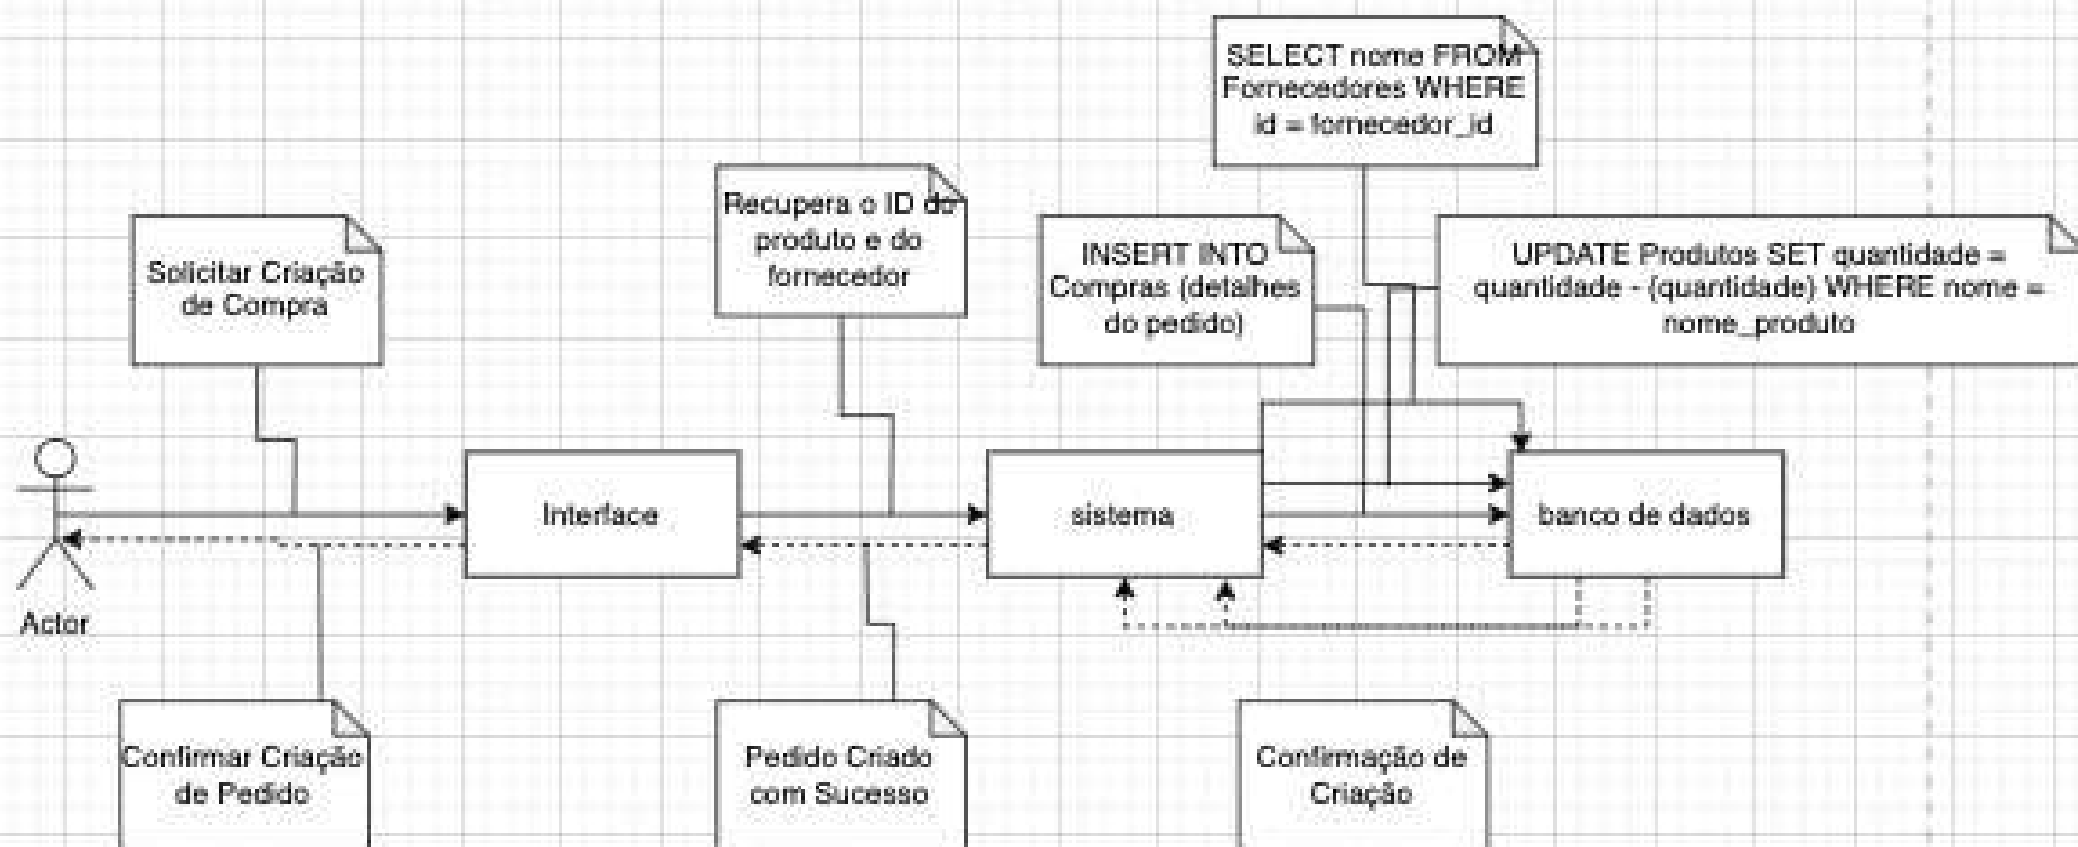 SELECT nome FROM
Fornecedores WHERE
id = fornecedor_id
Recupera o ID do
produto e do
fornecedor
Solicitar Criação
de Compra
INSERT INTO
Compras (detalhes
do pedido)
UPDATE Produtos SET quantidade =
quantidade - (quantidade) WHERE nome =
nome_produto
Interface
sistema
banco de dados
Actor
Confirmar Criação
de Pedido
Pedido Criado
com Sucesso
Confirmação de
Criação